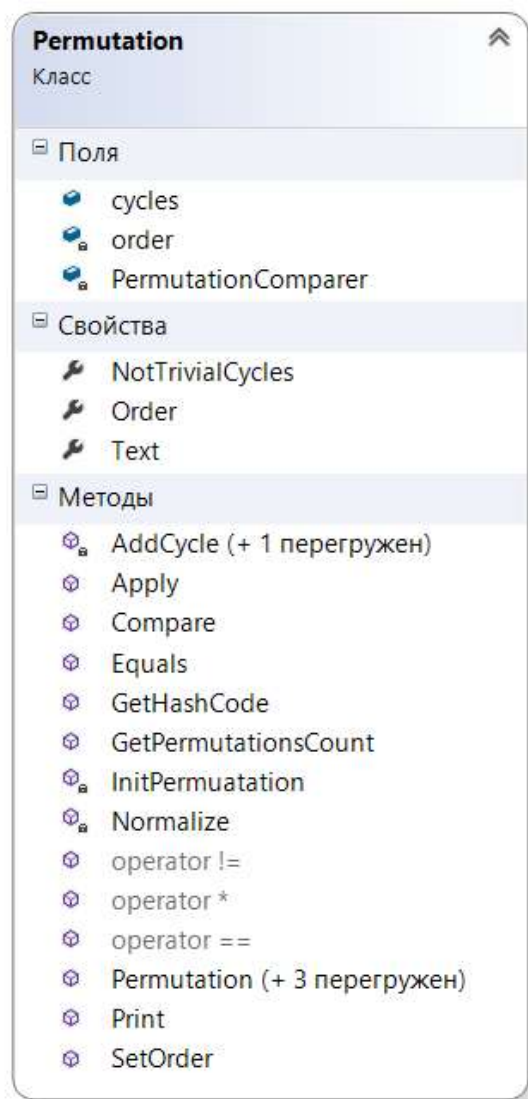 Permutation
Класс
Поля
cycles
order
PermutationComparer
Свойства
NotTrivialCycles
Order
Text
Методы
AddCycle (+ 1 перегружен)
Apply
Compare
Equals
GetHashCode
GetPermutationsCount
InitPermuatation
Normalize
operator !=
operator *
operator ==
Permutation (+ 3 перегружен)
Print
SetOrder